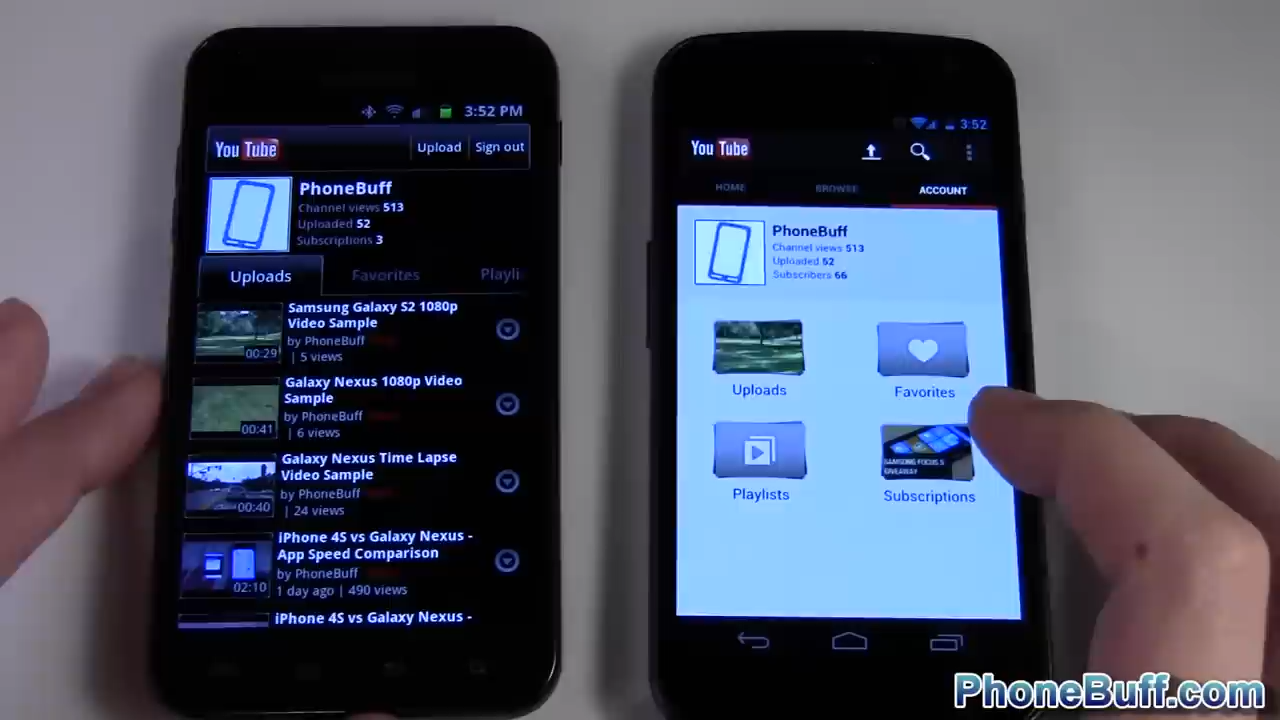 3:52 PM
YouTube
Upload
Sign out
PhoneBuff
Channel views 513
Uploaded 52
Subscriptions 3
Uploads
Favorites
Playli
Samsung Galaxy S2 1080p
Video Sample
by PhoneBuff
| 5 views
00:29
Galaxy Nexus 1080p Video
Sample
by PhoneBuff
| 6 views
00:41
Galaxy Nexus Time Lapse
Video Sample
by PhoneBuff
| 24 views
00:40
iPhone 4S vs Galaxy Nexus -
App Speed Comparison
by PhoneBuff
1 day ago | 490 views
02:10
iPhone 4S vs Galaxy Nexus -
3:52
YouTube
HOME
BROWSE
ACCOUNT
PhoneBuff
Channel views 513
Uploaded 52
Subscribers 66
Uploads
Favorites
SAMSUNG FOCUS S
GIVEAWAY
Playlists
Subscriptions
PhoneBuff.com